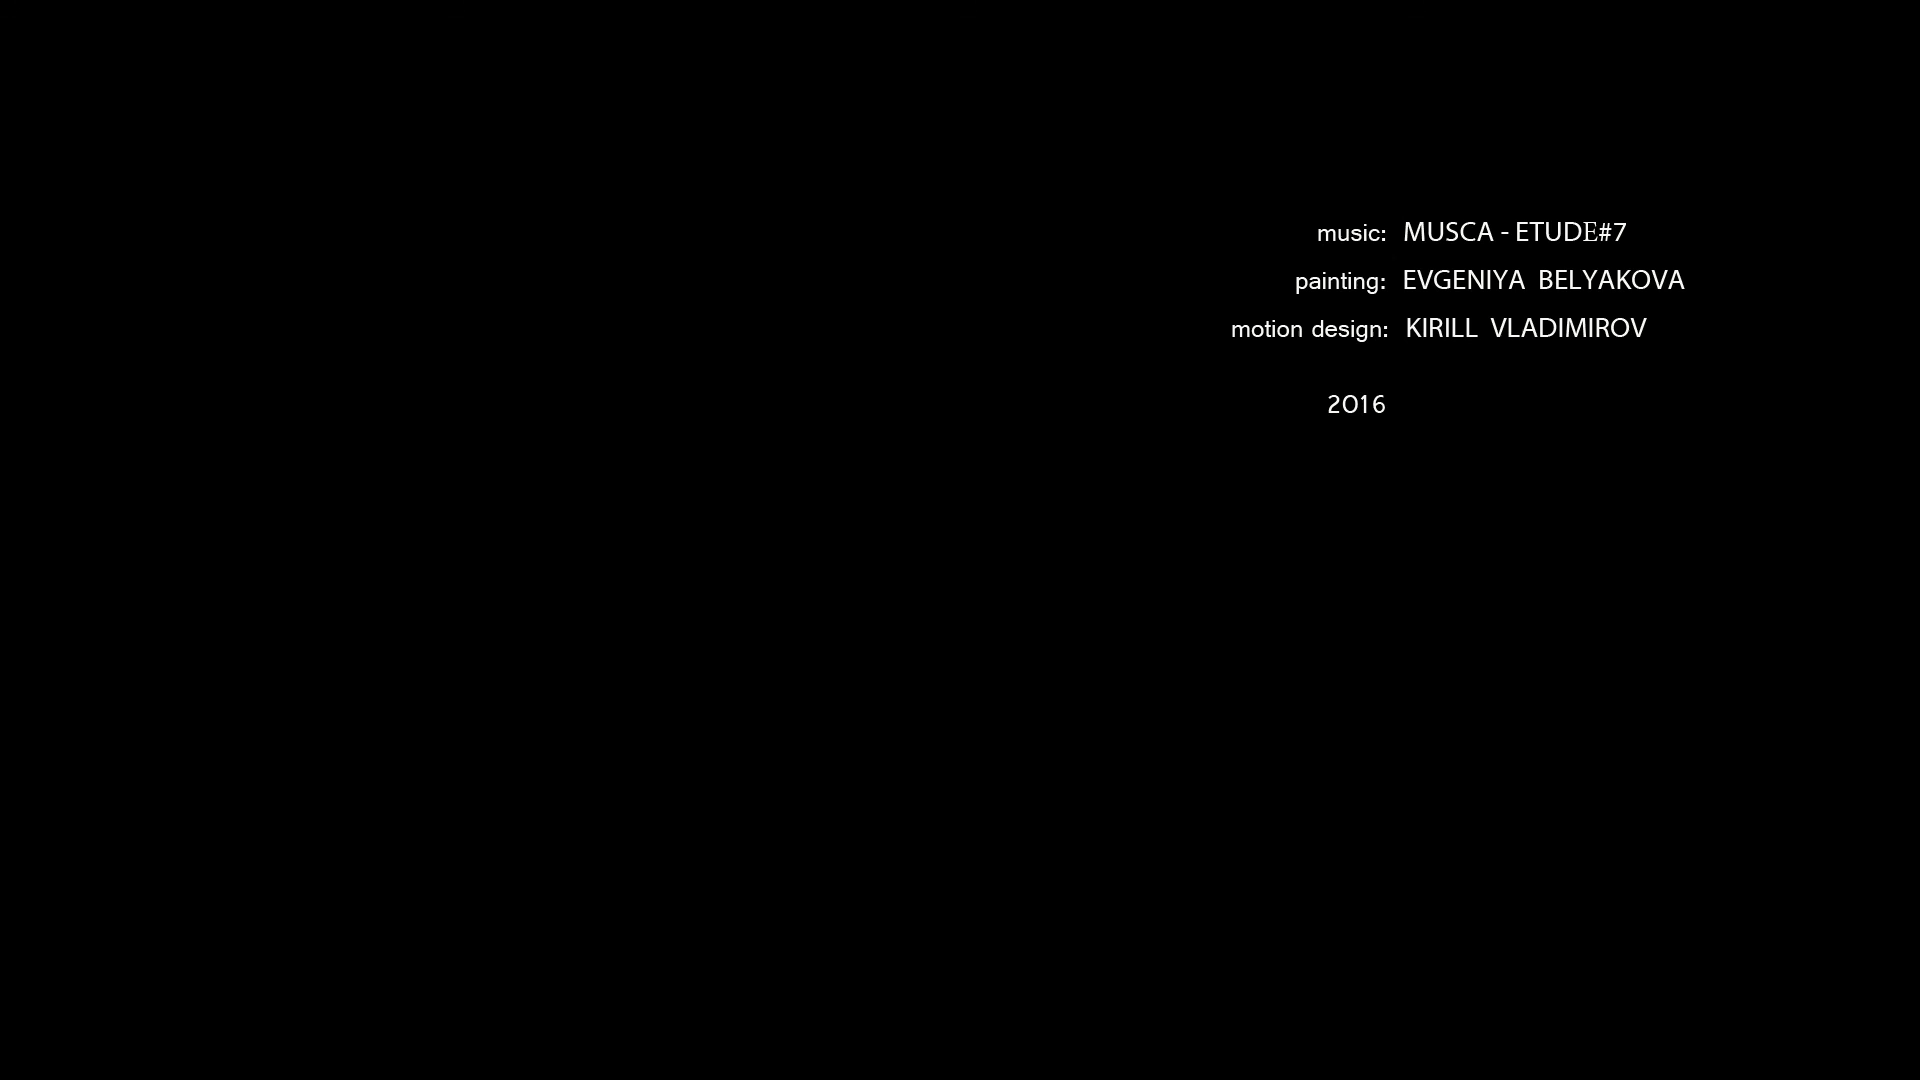 music: MUSCA - ETUDE#7
painting: EVGENIYA BELYAKOVA
motion design: KIRILL VLADIMIROV
2016